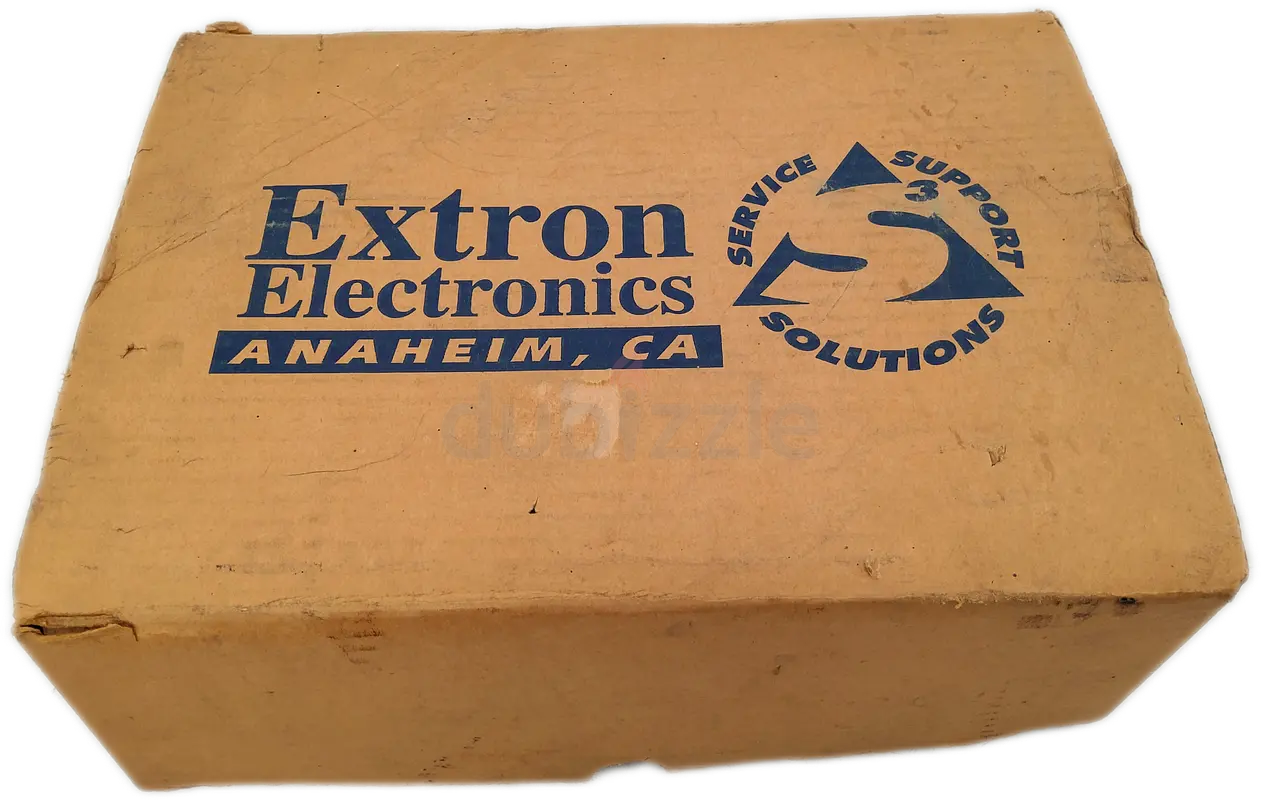 Extron
Electronics
ANAHEIM, CA
SERVICE
SUPPORT
3
SOLUTIONS
dubizzle